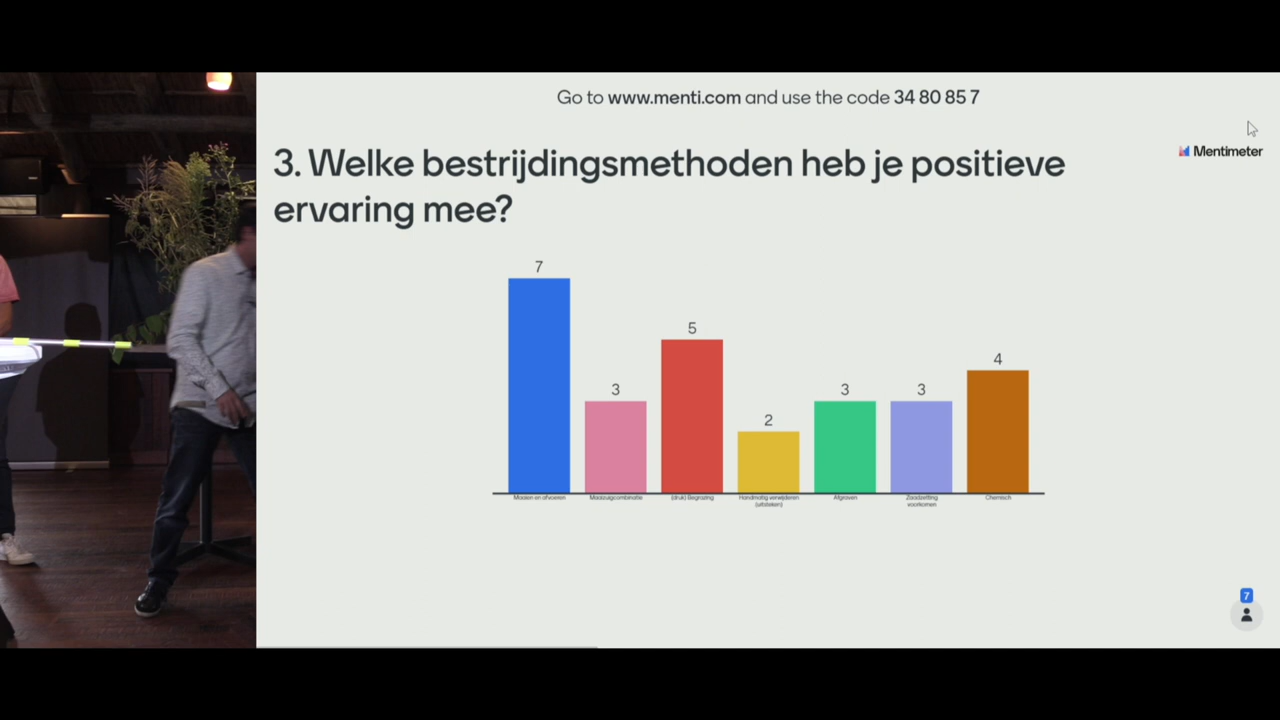 Go to www.menti.com and use the code 34 80 85 7
Mentimeter
3. Welke bestrijdingsmethoden heb je positieve
ervaring mee?
7
3
5
2
3
3
4
Maaien en afvoeren
Maaizuigcombinatie
(druk) Begrazing
Handmatig verwijderen
(uitsteken)
Afgraven
Zaadzetting
voorkomen
Chemisch
7